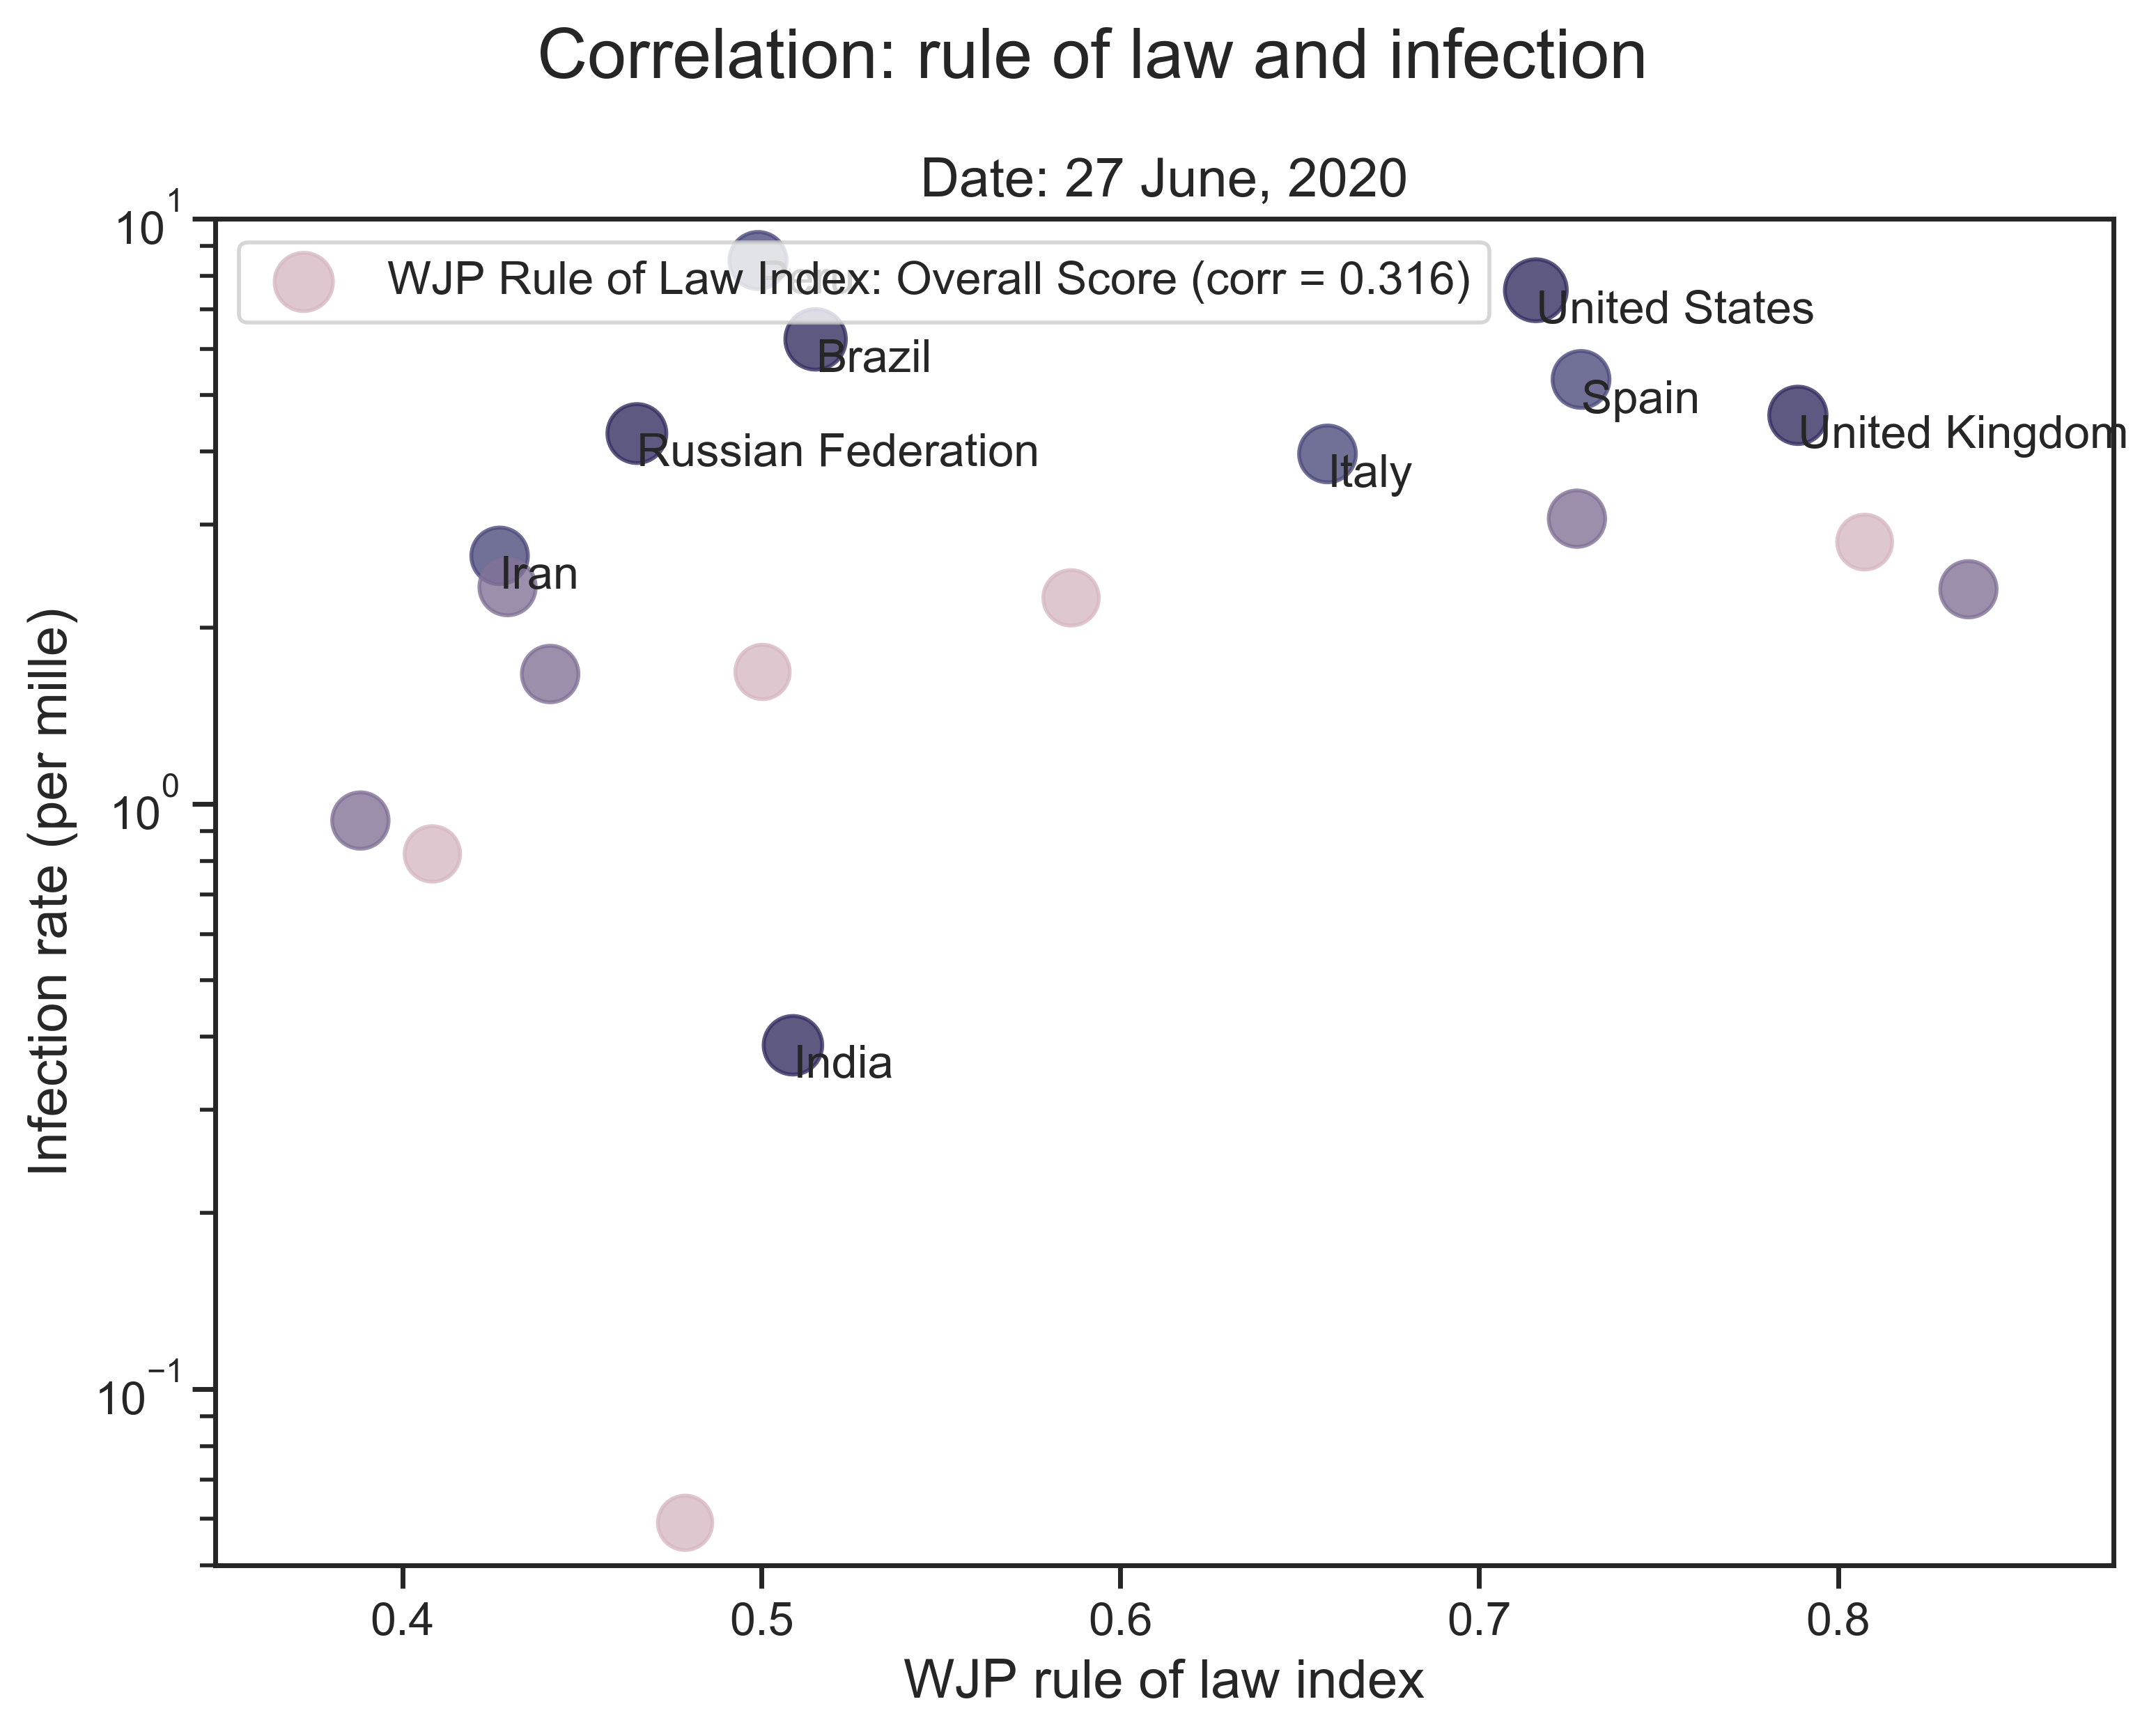 Correlation: rule of law and infection
Date: 27 June, 2020
WJP Rule of Law Index: Overall Score (corr = 0.316)
United States
Brazil
Spain
United Kingdom
Russian Federation
Italy
Iran
India
Infection rate (per mille)
10^1
10^0
10^−1
0.4 0.5 0.6 0.7 0.8
WJP rule of law index